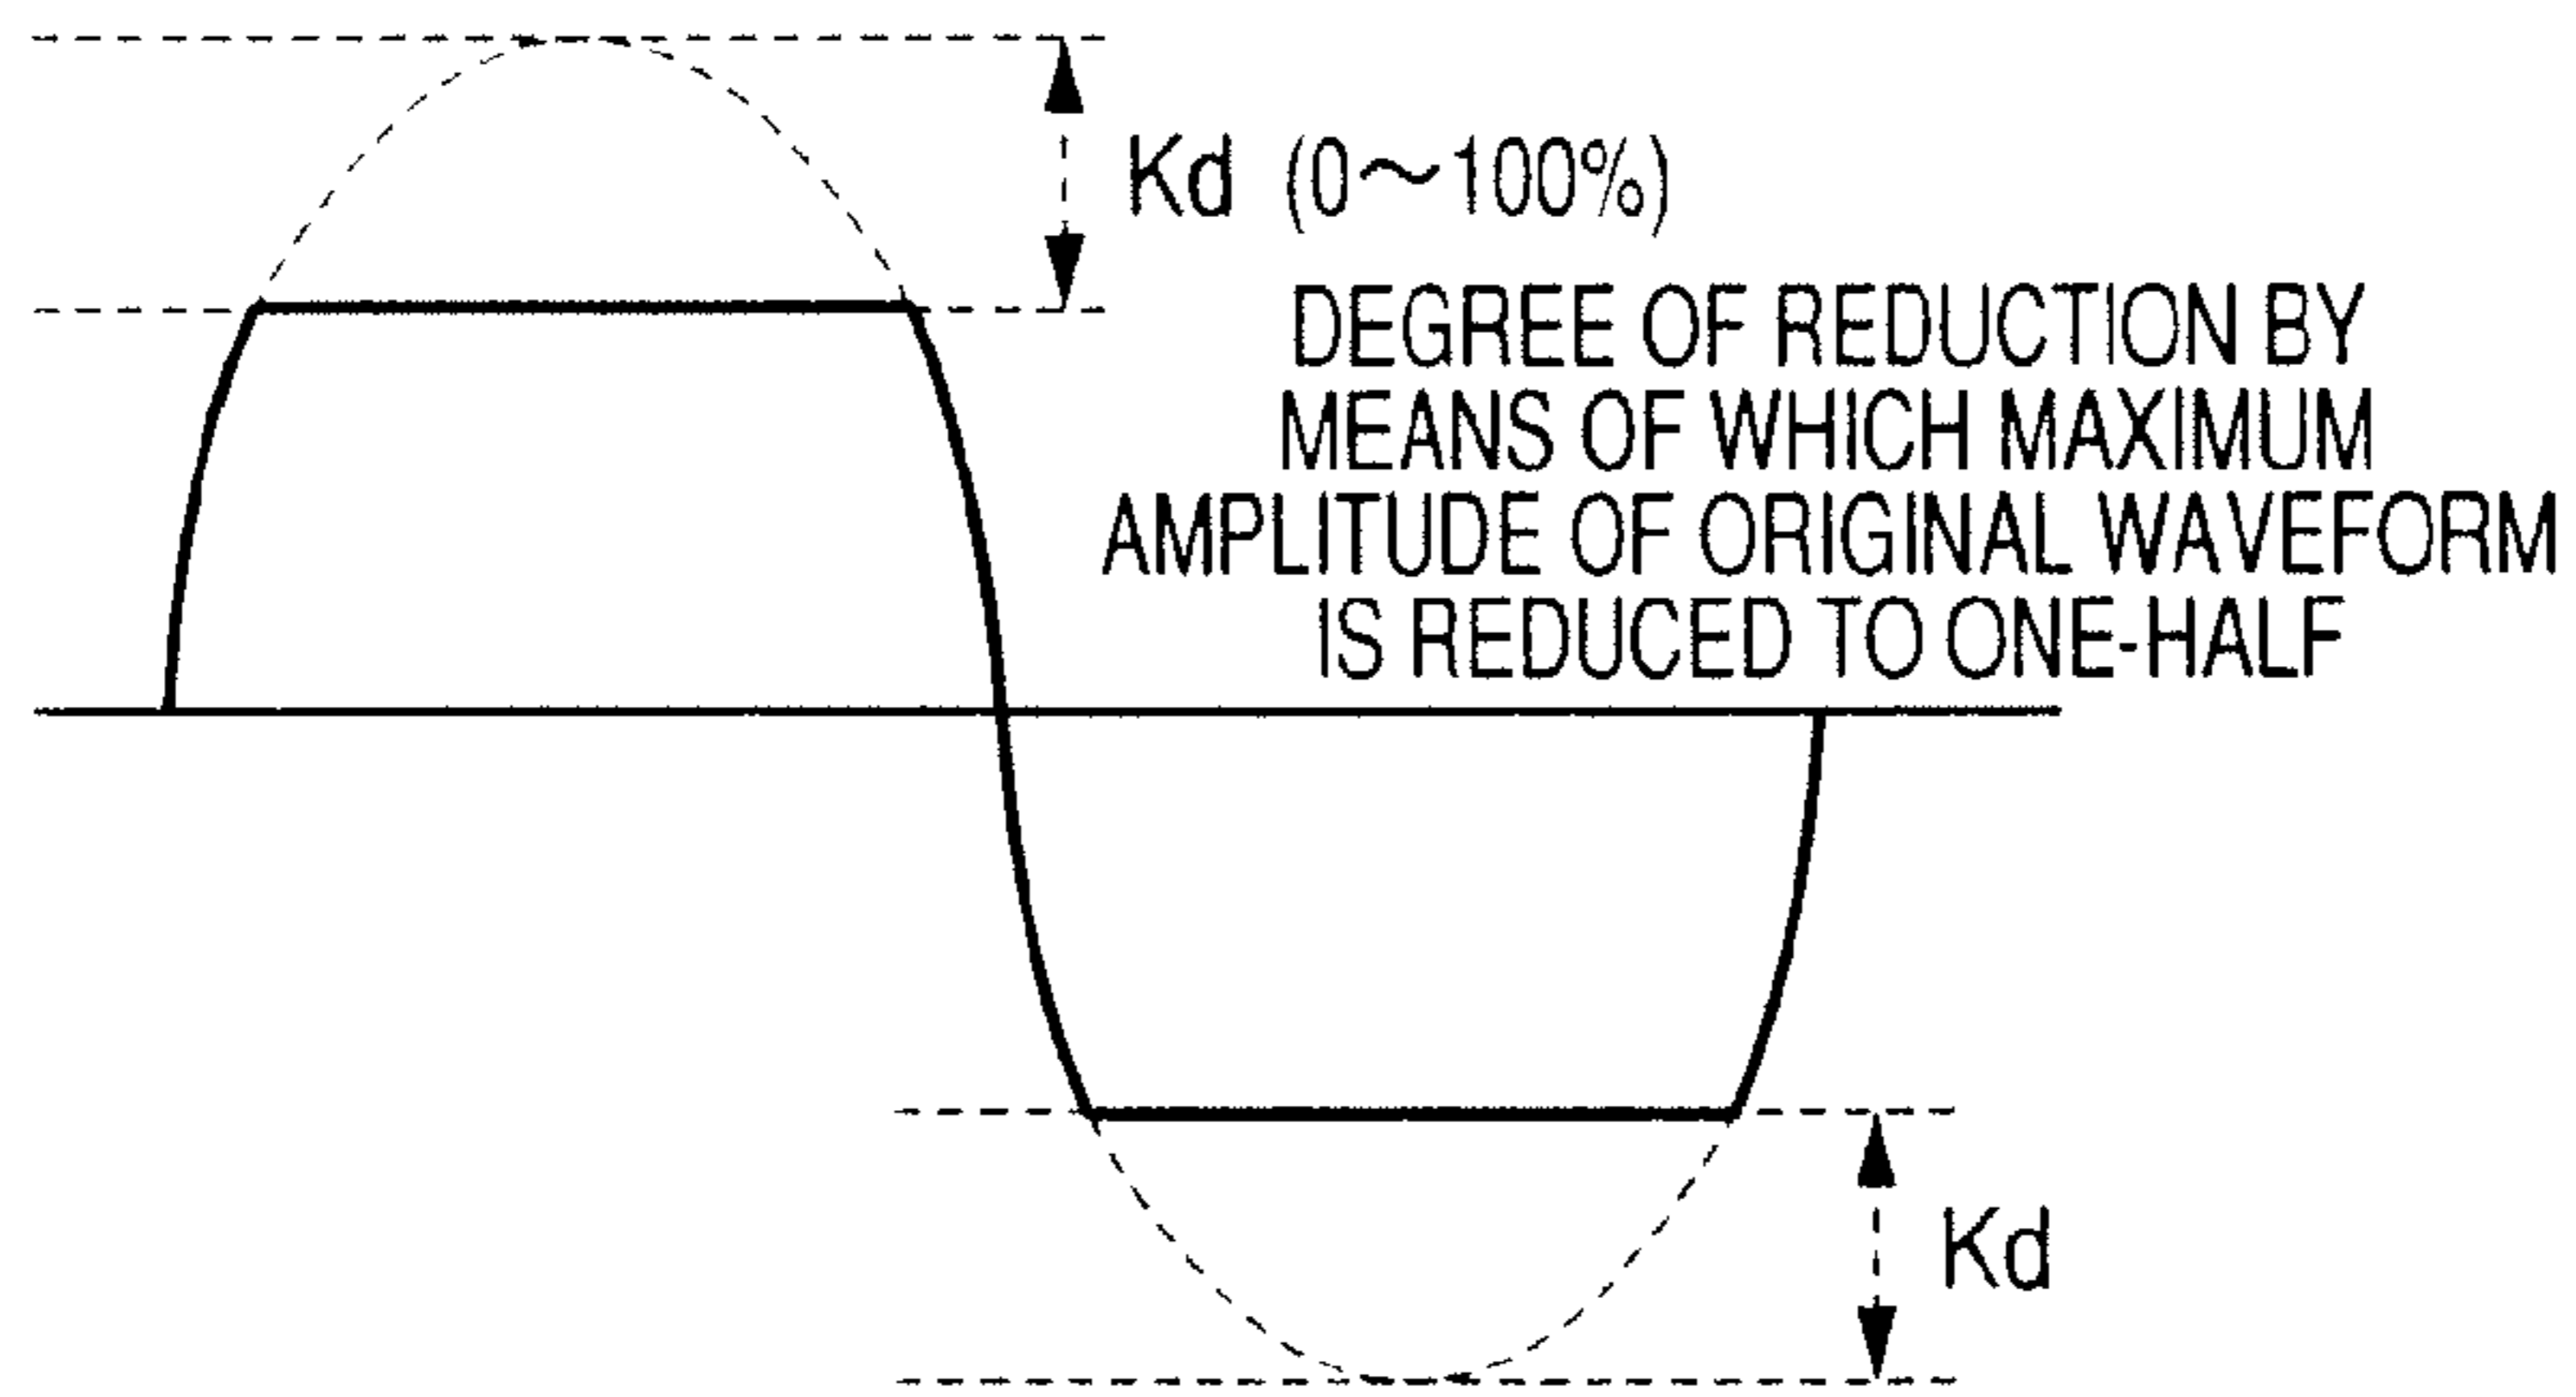 Kd (0～100%)
DEGREE OF REDUCTION BY
MEANS OF WHICH MAXIMUM
AMPLITUDE OF ORIGINAL WAVEFORM
IS REDUCED TO ONE-HALF
Kd